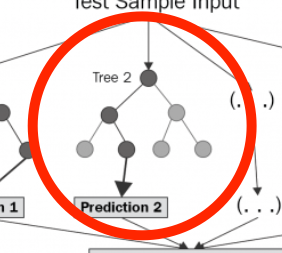 Test Sample Input
Tree 2
(. . .)
n 1
Prediction 2
(. . .)